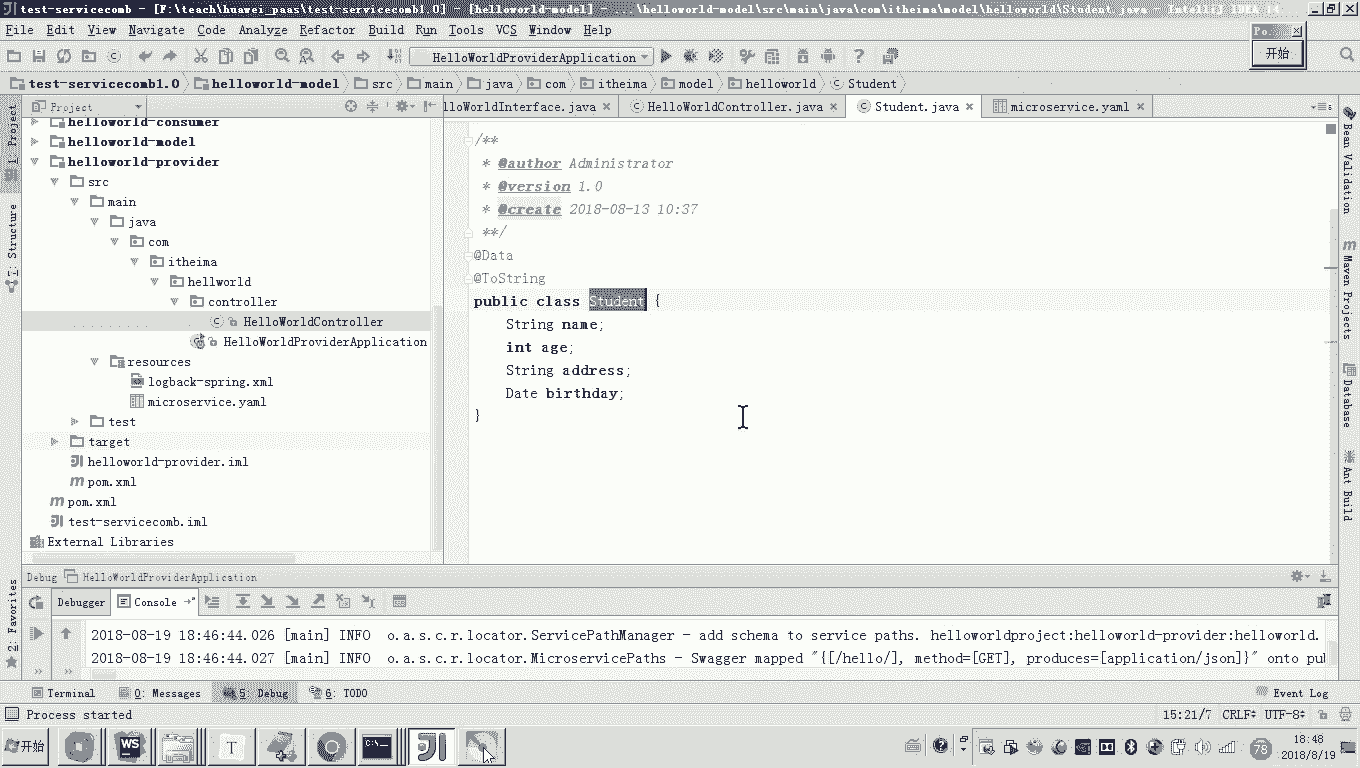 test-servicecomb - [F:\teach\huawei_paas\test-servicecomb1.0] - [helloworld-model] - ...\helloworld-model\src\main\java\com\itheima\model\helloworld\Student.java - IntelliJ IDEA 14.
Po...
开始
File Edit View Navigate Code Analyze Refactor Build Run Tools VCS Window Help
HelloWorldProviderApplication
test-servicecomb1.0 helloworld-model src main java com itheima model helloworld Student
Project
lloWorldInterface.java HelloWorldController.java Student.java microservice.yaml
helloworld-consumer
helloworld-model
helloworld-provider
src
main
java
com
itheima
hellworld
controller
HelloWorldController
HelloWorldProviderApplication
resources
logback-spring.xml
microservice.yaml
test
target
helloworld-provider.iml
pom.xml
pom.xml
test-servicecomb.iml
External Libraries
/**
* @author Administrator
* @version 1.0
* @create 2018-08-13 10:37
**/
@Data
@ToString
public class Student {
String name;
int age;
String address;
Date birthday;
}
1: Project
7: Structure
2: Favorites
Bean Validation
Maven Projects
Database
Ant Build
Debug HelloWorldProviderApplication
Debugger Console
2018-08-19 18:46:44.026 [main] INFO o.a.s.c.r.locator.ServicePathManager - add schema to service paths. helloworldproject:helloworld-provider:helloworld.
2018-08-19 18:46:44.027 [main] INFO o.a.s.c.r.locator.MicroservicePaths - Swagger mapped "{[/hello/], method=[GET], produces=[application/json]}" onto pub
Terminal 0: Messages 5: Debug 6: TODO Event Log
Process started 15:21/7 CRLF UTF-8
开始 WS T C:\ 78 18:48
2018/8/19